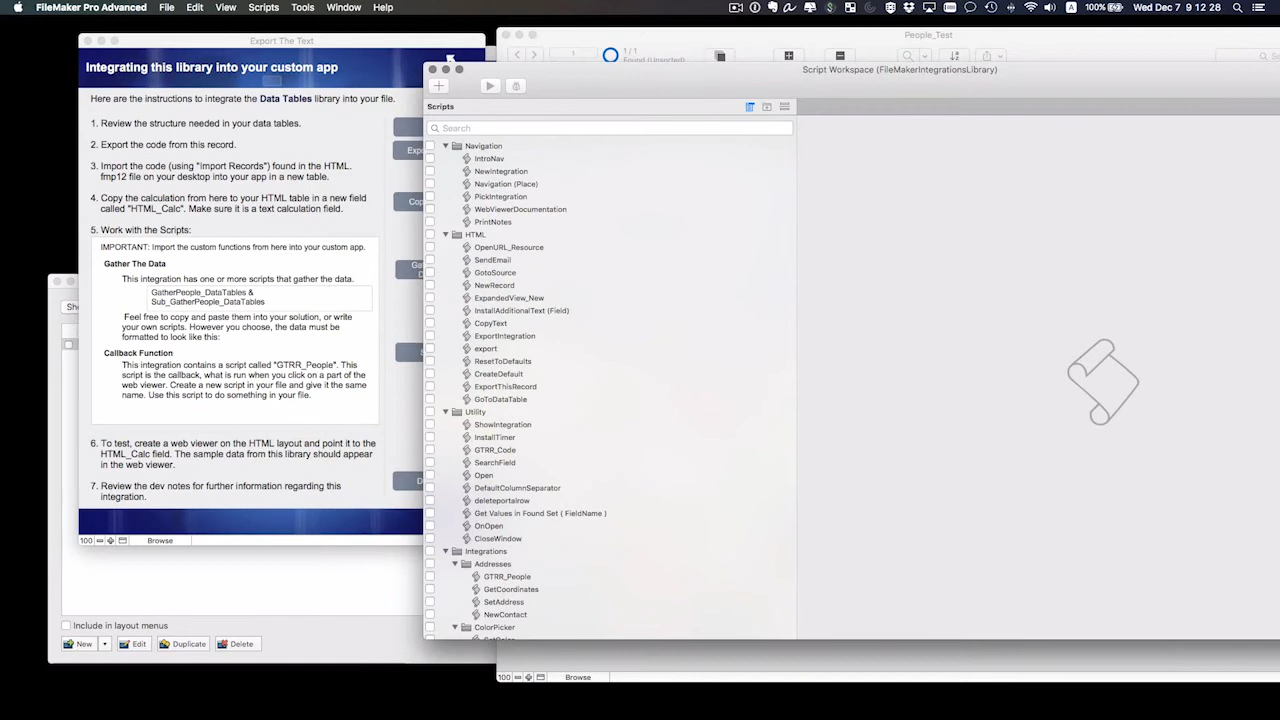 FileMaker Pro Advanced File Edit View Scripts Tools Window Help
100% Wed Dec 7 9 12:28
Export The Text
Integrating this library into your custom app
Here are the instructions to integrate the Data Tables library into your file.
1. Review the structure needed in your data tables.
2. Export the code from this record.
3. Import the code (using "Import Records") found in the HTML.
fmp12 file on your desktop into your app in a new table.
4. Copy the calculation from here to your HTML table in a new field
called "HTML_Calc". Make sure it is a text calculation field.
5. Work with the Scripts:
IMPORTANT: Import the custom functions from here into your custom app.
Gather The Data
This integration has one or more scripts that gather the data.
GatherPeople_DataTables &
Sub_GatherPeople_DataTables
Feel free to copy and paste them into your solution, or write
your own scripts. However you choose, the data must be
formatted to look like this:
Callback Function
This integration contains a script called "GTRR_People". This
script is the callback, what is run when you click on a part of the
web viewer. Create a new script in your file and give it the same
name. Use this script to do something in your file.
6. To test, create a web viewer on the HTML layout and point it to the
HTML_Calc field. The sample data from this library should appear
in the web viewer.
7. Review the dev notes for further information regarding this
integration.
100 Browse
Include in layout menus
New Edit Duplicate Delete
People_Test
1 1 / 1
Found (Unsorted)
Script Workspace (FileMakerIntegrationsLibrary)
Scripts
Search
Navigation
IntroNav
NewIntegration
Navigation (Place)
PickIntegration
WebViewerDocumentation
PrintNotes
HTML
OpenURL_Resource
SendEmail
GotoSource
NewRecord
ExpandedView_New
InstallAdditionalText (Field)
CopyText
ExportIntegration
export
ResetToDefaults
CreateDefault
ExportThisRecord
GoToDataTable
Utility
ShowIntegration
InstallTimer
GTRR_Code
SearchField
Open
DefaultColumnSeparator
deleteportalrow
Get Values in Found Set ( FieldName )
OnOpen
CloseWindow
Integrations
Addresses
GTRR_People
GetCoordinates
SetAddress
NewContact
ColorPicker
100 Browse